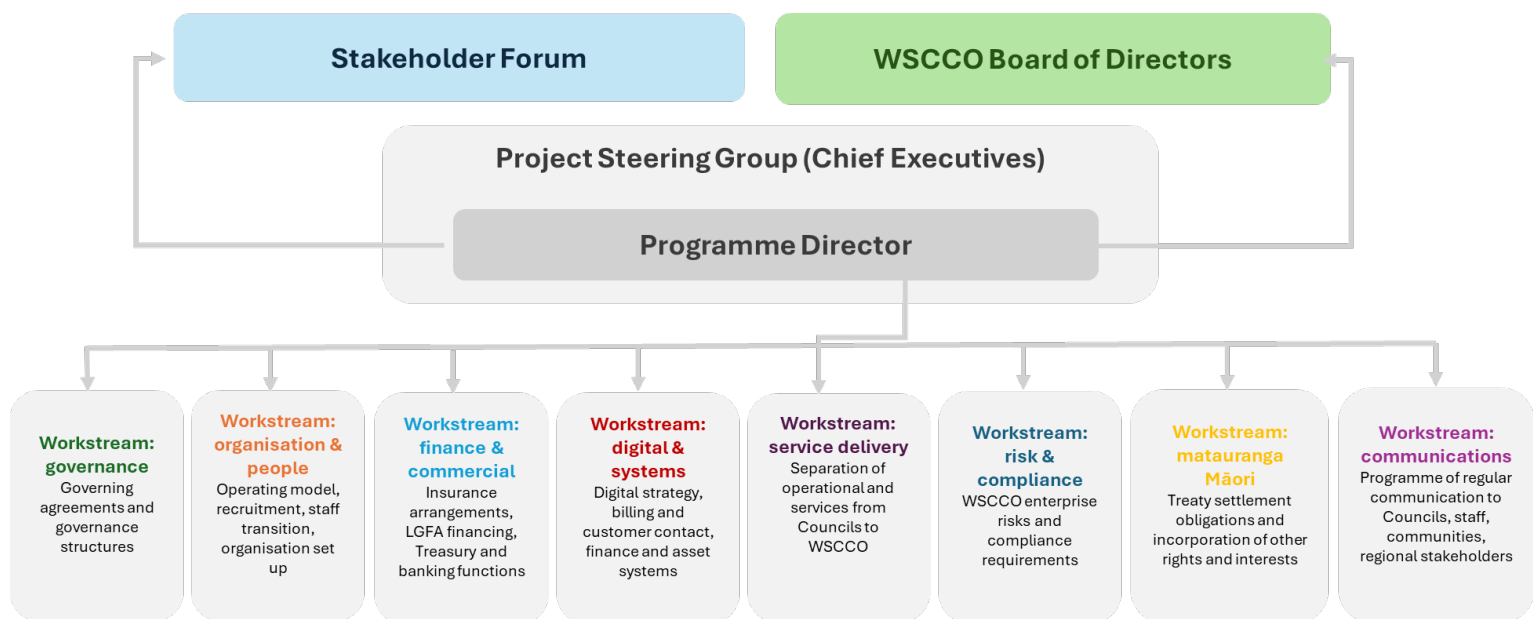 Stakeholder Forum
WSCCO Board of Directors
Project Steering Group (Chief Executives)
Programme Director
Workstream:
governance
Governing
agreements and
governance
structures
Workstream:
organisation &
people
Operating model,
recruitment, staff
transition,
organisation set
up
Workstream:
finance &
commercial
Insurance
arrangements,
LGFA financing,
Treasury and
banking functions
Workstream:
digital &
systems
Digital strategy,
billing and
customer contact,
finance and asset
systems
Workstream:
service delivery
Separation of
operational and
services from
Councils to
WSCCO
Workstream:
risk &
compliance
WSCCO enterprise
risks and
compliance
requirements
Workstream:
matauranga
Māori
Treaty settlement
obligations and
incorporation of other
rights and interests
Workstream:
communications
Programme of regular
communication to
Councils, staff,
communities,
regional stakeholders